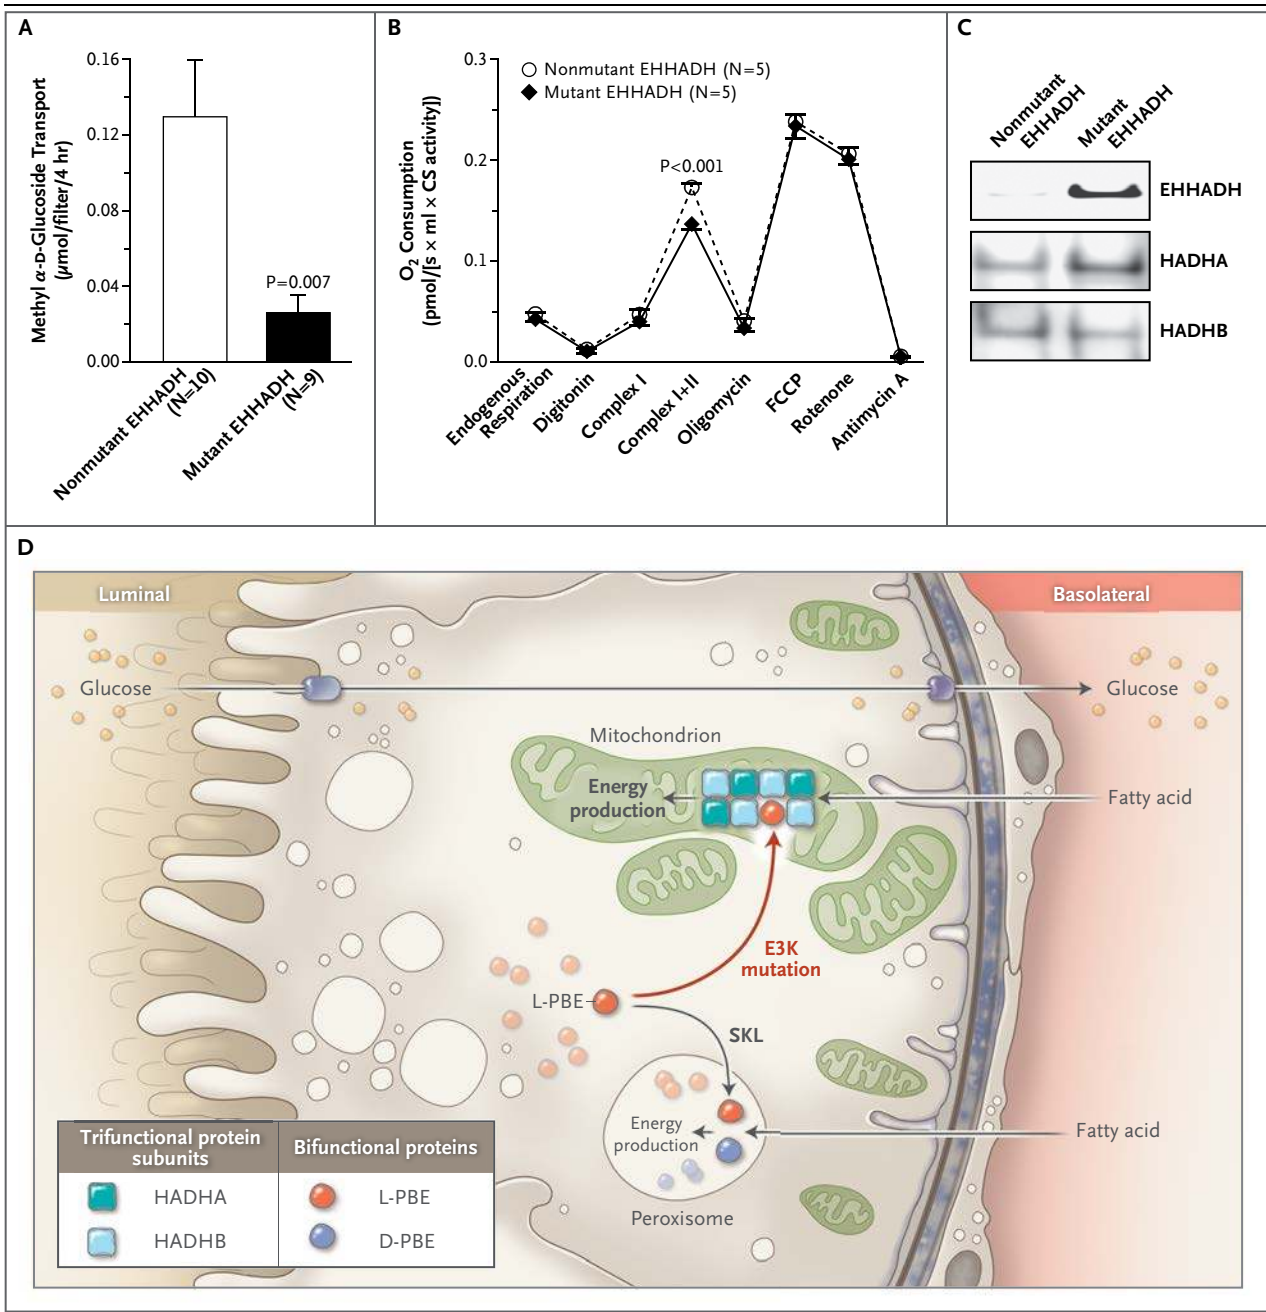 A
Methyl α-D-Glucoside Transport
(μmol/filter/4 hr)
0.16
0.12
0.08
0.04
0.00
P=0.007
Nonmutant EHHADH
(N=10)
Mutant EHHADH
(N=9)
B
O2 Consumption
(pmol/[s × ml × CS activity])
0.3
0.2
0.1
0.0
Nonmutant EHHADH (N=5)
Mutant EHHADH (N=5)
P<0.001
Endogenous
Respiration
Digitonin
Complex I
Complex I+II
Oligomycin
FCCP
Rotenone
Antimycin A
C
Nonmutant
EHHADH
Mutant
EHHADH
EHHADH
HADHA
HADHB
D
Luminal
Basolateral
Glucose
Glucose
Mitochondrion
Energy
production
Fatty acid
E3K
mutation
L-PBE
SKL
Energy
production
Fatty acid
Peroxisome
Trifunctional protein
subunits
Bifunctional proteins
HADHA
L-PBE
HADHB
D-PBE